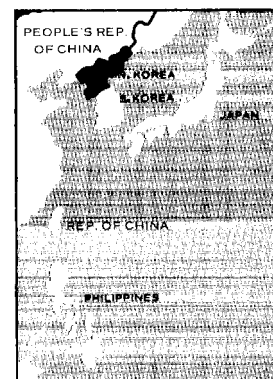 PEOPLE'S REP.
OF CHINA
N. KOREA
S. KOREA
JAPAN
REP. OF CHINA
PHILIPPINES